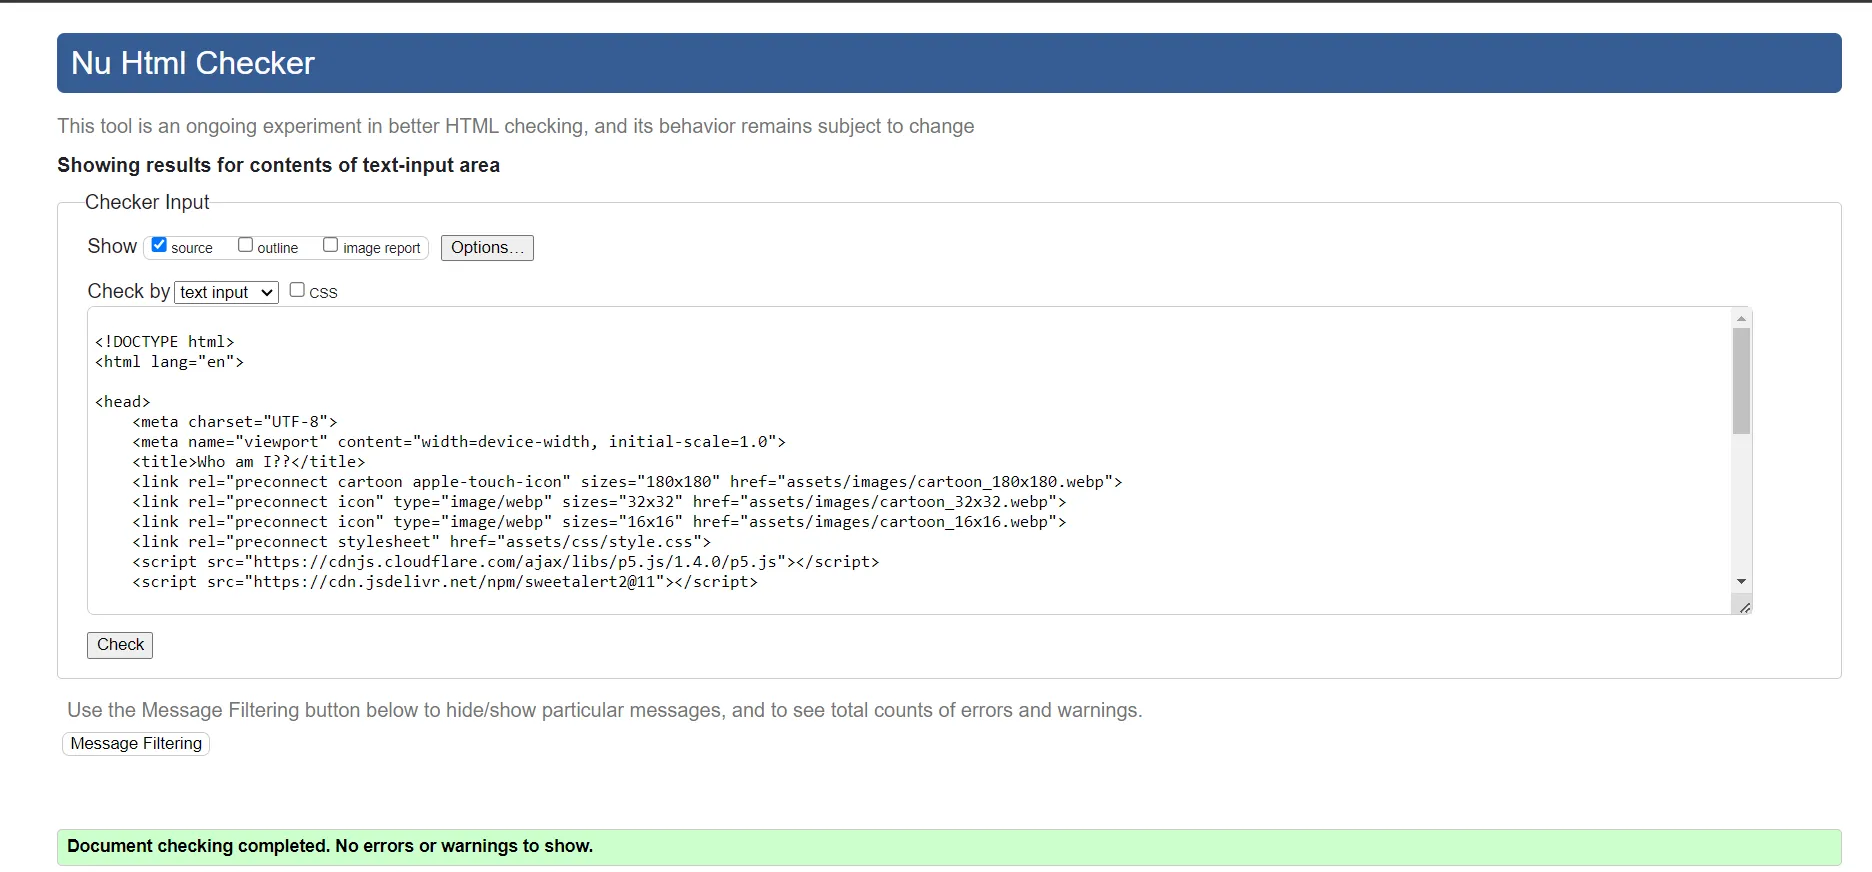 Nu Html Checker
This tool is an ongoing experiment in better HTML checking, and its behavior remains subject to change
Showing results for contents of text-input area
Checker Input
Show source outline image report Options...
Check by text input CSS
<!DOCTYPE html>
<html lang="en">
<head>
    <meta charset="UTF-8">
    <meta name="viewport" content="width=device-width, initial-scale=1.0">
    <title>Who am I??</title>
    <link rel="preconnect cartoon apple-touch-icon" sizes="180x180" href="assets/images/cartoon_180x180.webp">
    <link rel="preconnect icon" type="image/webp" sizes="32x32" href="assets/images/cartoon_32x32.webp">
    <link rel="preconnect icon" type="image/webp" sizes="16x16" href="assets/images/cartoon_16x16.webp">
    <link rel="preconnect stylesheet" href="assets/css/style.css">
    <script src="https://cdnjs.cloudflare.com/ajax/libs/p5.js/1.4.0/p5.js"></script>
    <script src="https://cdn.jsdelivr.net/npm/sweetalert2@11"></script>
Check
Use the Message Filtering button below to hide/show particular messages, and to see total counts of errors and warnings.
Message Filtering
Document checking completed. No errors or warnings to show.